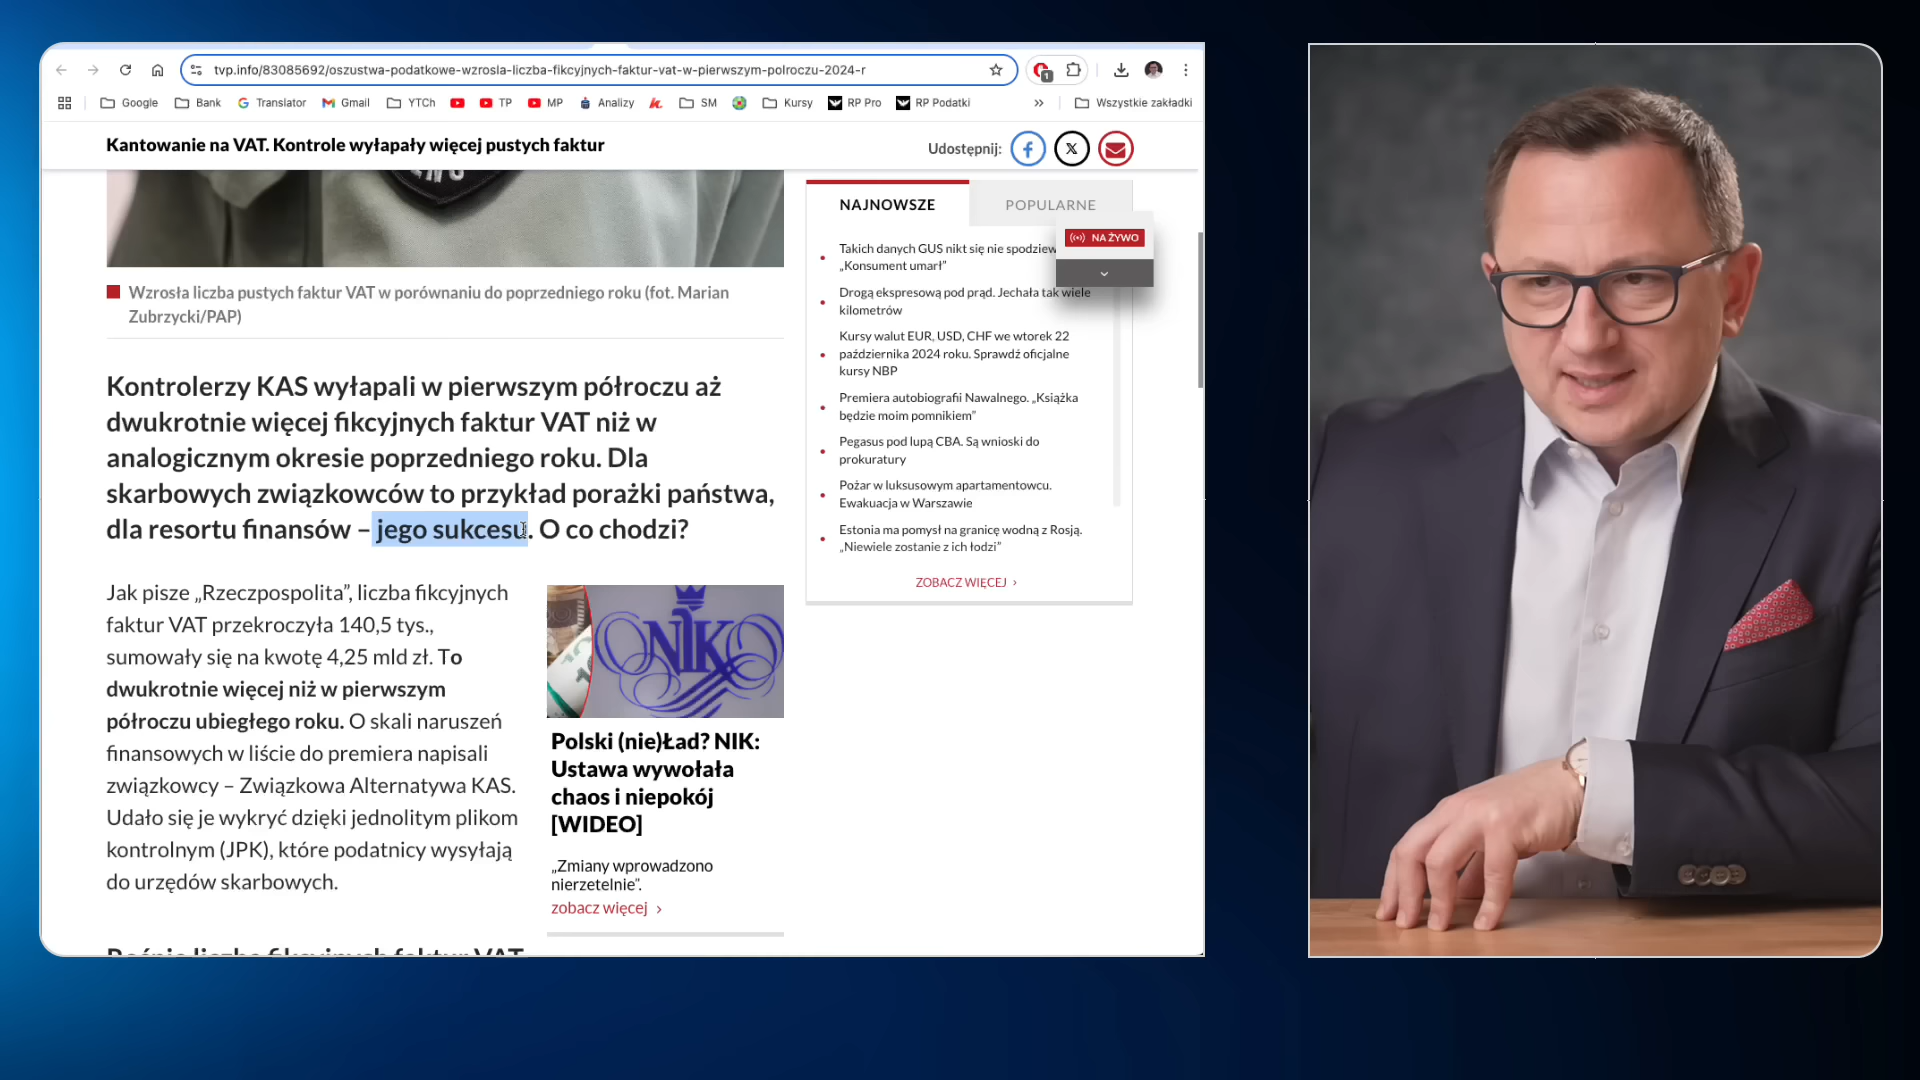 tvp.info/83085692/oszustwa-podatkowe-wzrosla-liczba-fikcyjnych-faktur-vat-w-pierwszym-polroczu-2024-r
1
Google
Bank
Translator
Gmail
YTCh
TP
MP
Analizy
SM
Kursy
RP Pro
RP Podatki
»
Wszystkie zakładki
Kantowanie na VAT. Kontrole wyłapały więcej pustych faktur
Udostępnij:
Wzrosła liczba pustych faktur VAT w porównaniu do poprzedniego roku (fot. Marian
Zubrzycki/PAP)
Kontrolerzy KAS wyłapali w pierwszym półroczu aż
dwukrotnie więcej fikcyjnych faktur VAT niż w
analogicznym okresie poprzedniego roku. Dla
skarbowych związkowców to przykład porażki państwa,
dla resortu finansów – jego sukcesu. O co chodzi?
Jak pisze „Rzeczpospolita”, liczba fikcyjnych
faktur VAT przekroczyła 140,5 tys.,
sumowały się na kwotę 4,25 mld zł. To
dwukrotnie więcej niż w pierwszym
półroczu ubiegłego roku. O skali naruszeń
finansowych w liście do premiera napisali
związkowcy – Związkowa Alternatywa KAS.
Udało się je wykryć dzięki jednolitym plikom
kontrolnym (JPK), które podatnicy wysyłają
do urzędów skarbowych.
Rośnie liczba fikcyjnych faktur VAT
NIK
Polski (nie)Ład? NIK:
Ustawa wywołała
chaos i niepokój
[WIDEO]
„Zmiany wprowadzono
nierzetelnie”.
zobacz więcej ›
NAJNOWSZE
POPULARNE
NA ŻYWO
Takich danych GUS nikt się nie spodziew
„Konsument umarł”
Drogą ekspresową pod prąd. Jechała tak wiele
kilometrów
Kursy walut EUR, USD, CHF we wtorek 22
października 2024 roku. Sprawdź oficjalne
kursy NBP
Premiera autobiografii Nawalnego. „Książka
będzie moim pomnikiem”
Pegasus pod lupą CBA. Są wnioski do
prokuratury
Pożar w luksusowym apartamentowcu.
Ewakuacja w Warszawie
Estonia ma pomysł na granicę wodną z Rosją.
„Niewiele zostanie z ich łodzi”
ZOBACZ WIĘCEJ ›